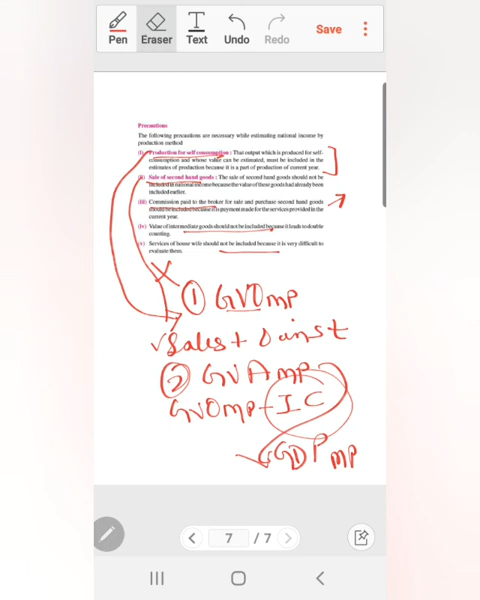 Pen Eraser Text Undo Redo Save
Precautions
The following precautions are necessary while estimating national income by
production method
(i) Production for self consumption : That output which is produced for self-
consumption and whose value can be estimated, must be included in the
estimates of production because it is a part of production of current year.
(ii) Sale of second hand goods : The sale of second hand goods should not be
included in national income because the value of these goods had already been
included earlier.
(iii) Commission paid to the broker for sale and purchase second hand goods
should be included because it is payment made for the services provided in the
current year.
(iv) Value of intermediate goods should not be included because it leads to double
counting.
(v) Services of house wife should not be included because it is very difficult to
evaluate them.
① GVOmp
Sales +
② GVAmp
GVOmp - IC
GDP mp
7 / 7